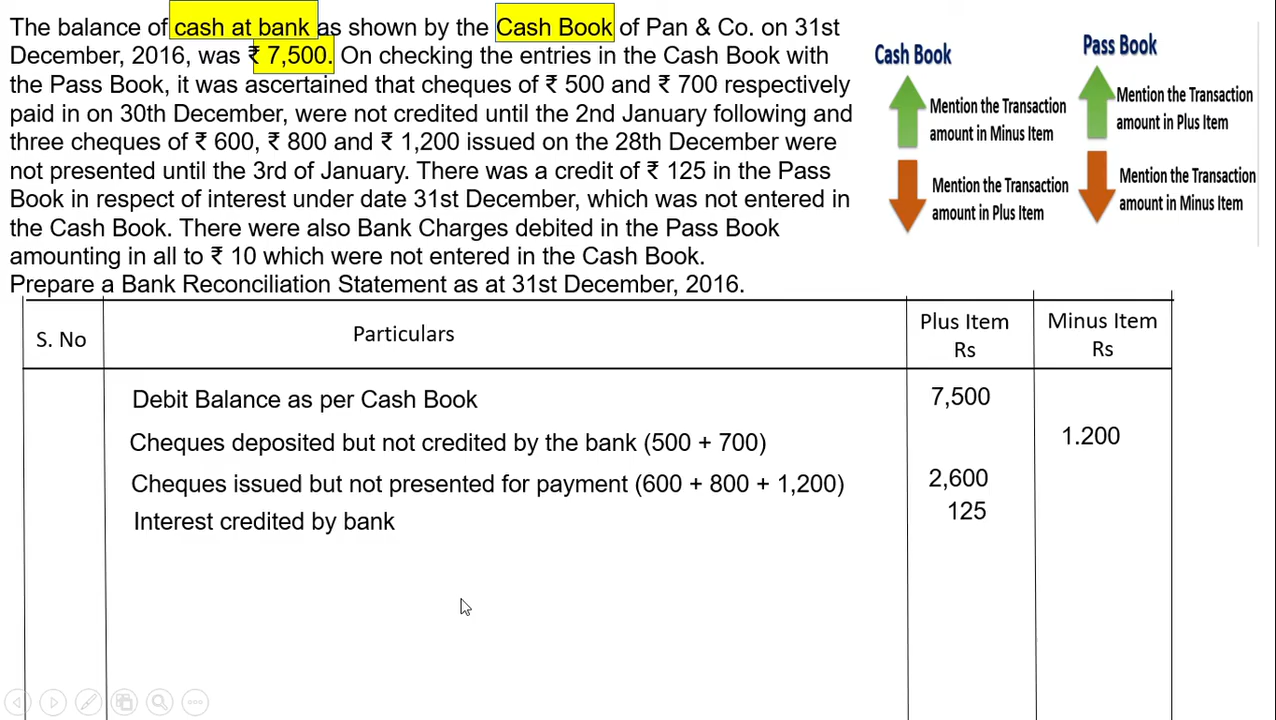 The balance of cash at bank as shown by the Cash Book of Pan & Co. on 31st
December, 2016, was ₹ 7,500. On checking the entries in the Cash Book with
the Pass Book, it was ascertained that cheques of ₹ 500 and ₹ 700 respectively
paid in on 30th December, were not credited until the 2nd January following and
three cheques of ₹ 600, ₹ 800 and ₹ 1,200 issued on the 28th December were
not presented until the 3rd of January. There was a credit of ₹ 125 in the Pass
Book in respect of interest under date 31st December, which was not entered in
the Cash Book. There were also Bank Charges debited in the Pass Book
amounting in all to ₹ 10 which were not entered in the Cash Book.
Prepare a Bank Reconciliation Statement as at 31st December, 2016.
Cash Book
Mention the Transaction
amount in Minus Item
Mention the Transaction
amount in Plus Item
Pass Book
Mention the Transaction
amount in Plus Item
Mention the Transaction
amount in Minus Item
S. No
Particulars
Plus Item
Rs
Minus Item
Rs
Debit Balance as per Cash Book
7,500
Cheques deposited but not credited by the bank (500 + 700)
1.200
Cheques issued but not presented for payment (600 + 800 + 1,200)
2,600
Interest credited by bank
125